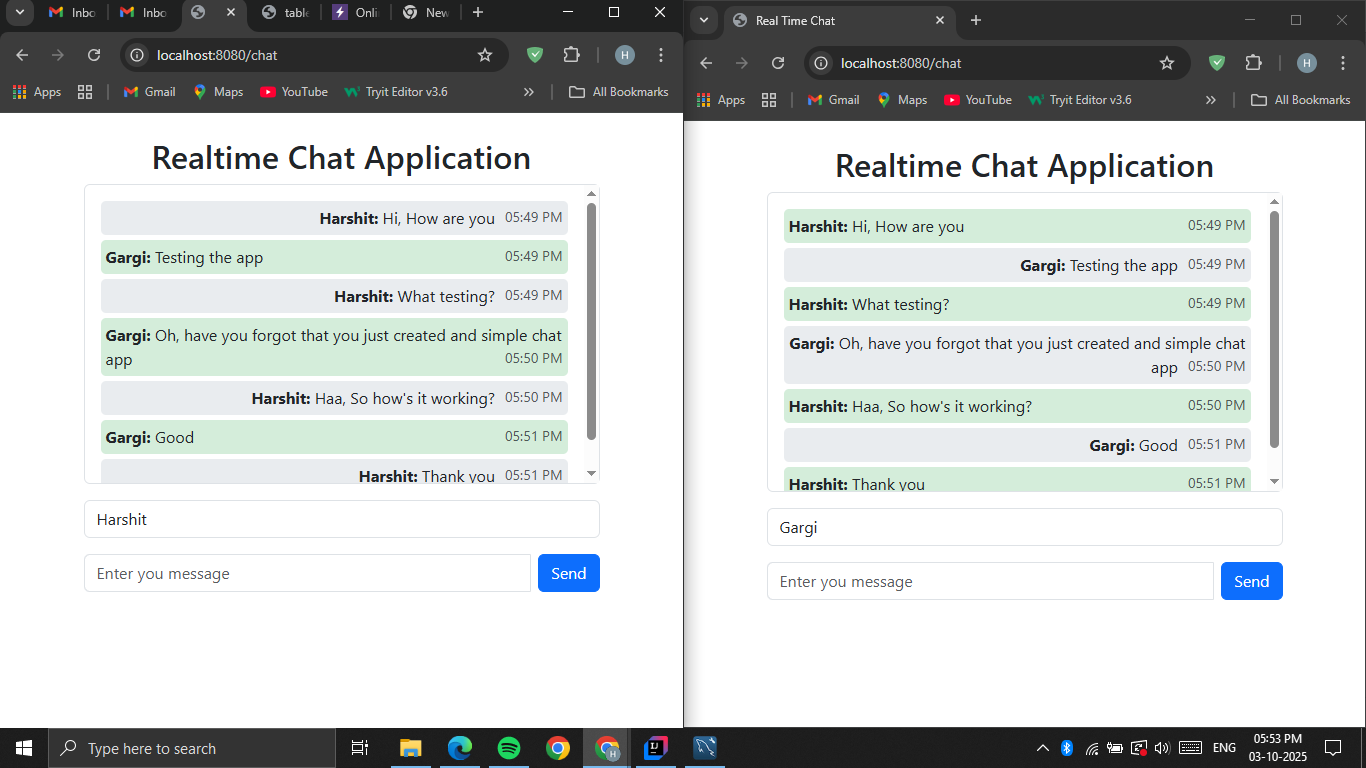 Inbo
Inbo
table
Onli
New
localhost:8080/chat
H
Apps
Gmail
Maps
YouTube
Tryit Editor v3.6
All Bookmarks
Realtime Chat Application
Harshit: Hi, How are you 05:49 PM
Gargi: Testing the app 05:49 PM
Harshit: What testing? 05:49 PM
Gargi: Oh, have you forgot that you just created and simple chat
app 05:50 PM
Harshit: Haa, So how's it working? 05:50 PM
Gargi: Good 05:51 PM
Harshit: Thank you 05:51 PM
Harshit
Enter you message
Send
Real Time Chat
localhost:8080/chat
H
Apps
Gmail
Maps
YouTube
Tryit Editor v3.6
All Bookmarks
Realtime Chat Application
Harshit: Hi, How are you 05:49 PM
Gargi: Testing the app 05:49 PM
Harshit: What testing? 05:49 PM
Gargi: Oh, have you forgot that you just created and simple chat
app 05:50 PM
Harshit: Haa, So how's it working? 05:50 PM
Gargi: Good 05:51 PM
Harshit: Thank you 05:51 PM
Gargi
Enter you message
Send
Type here to search
H
IJ
ENG
05:53 PM
03-10-2025